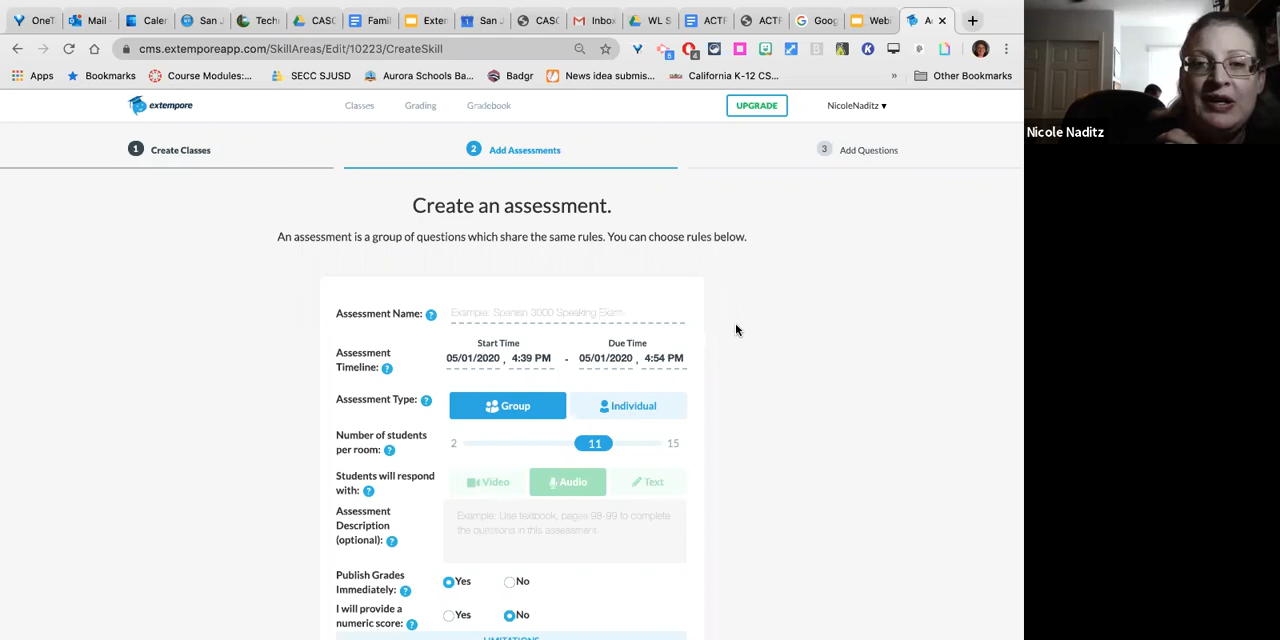 OneT
Mail -
Calen
San J
Techn
CASC
Famil
Exten
San J
CASC
Inbox
WL S
ACTF
ACTF
Goog
Webi
A
cms.extemporeapp.com/SkillAreas/Edit/10223/CreateSkill
Apps
Bookmarks
Course Modules:...
SECC SJUSD
Aurora Schools Ba...
Badgr
News idea submis...
California K-12 CS...
»
Other Bookmarks
extempore
Classes
Grading
Gradebook
UPGRADE
NicoleNaditz ▾
1 Create Classes
2 Add Assessments
3 Add Questions
Create an assessment.
An assessment is a group of questions which share the same rules. You can choose rules below.
Assessment Name: ?
Example: Spanish 3000 Speaking Exam
Assessment
Timeline: ?
Start Time
Due Time
05/01/2020 , 4:39 PM - 05/01/2020 , 4:54 PM
Assessment Type: ?
Group
Individual
Number of students
per room: ?
2 11 15
Students will respond
with: ?
Video
Audio
Text
Assessment
Description
(optional): ?
Example: Use textbook, pages 98-99 to complete
the questions in this assessment.
Publish Grades
Immediately: ?
Yes
No
I will provide a
numeric score: ?
Yes
No
LIMITATIONS
Nicole Naditz